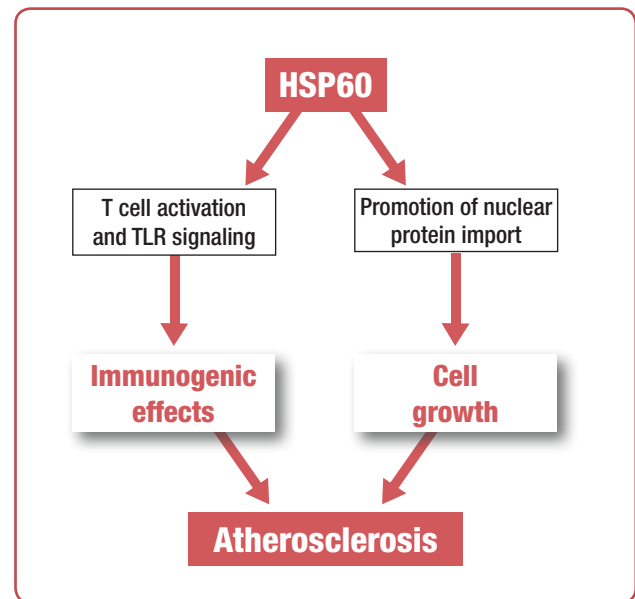 HSP60
T cell activation
and TLR signaling
Promotion of nuclear
protein import
Immunogenic
effects
Cell
growth
Atherosclerosis